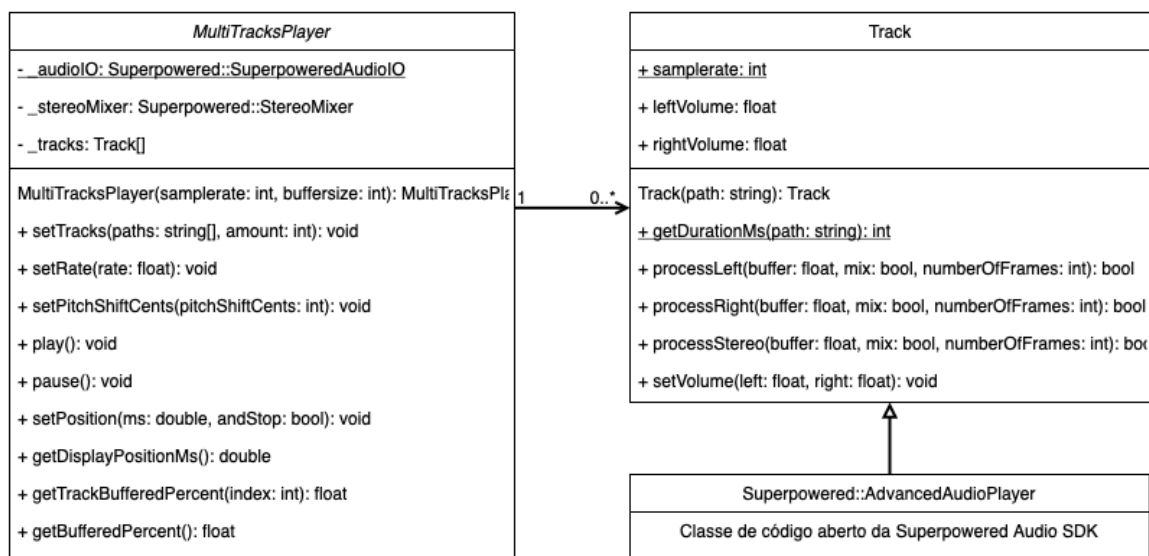 MultiTracksPlayer
- _audioIO: Superpowered::SuperpoweredAudioIO
- _stereoMixer: Superpowered::StereoMixer
- _tracks: Track[]
MultiTracksPlayer(samplerate: int, buffersize: int): MultiTracksPla
+ setTracks(paths: string[], amount: int): void
+ setRate(rate: float): void
+ setPitchShiftCents(pitchShiftCents: int): void
+ play(): void
+ pause(): void
+ setPosition(ms: double, andStop: bool): void
+ getDisplayPositionMs(): double
+ getTrackBufferedPercent(index: int): float
+ getBufferedPercent(): float
1
0..*
Track
+ samplerate: int
+ leftVolume: float
+ rightVolume: float
Track(path: string): Track
+ getDurationMs(path: string): int
+ processLeft(buffer: float, mix: bool, numberOfFrames: int): bool
+ processRight(buffer: float, mix: bool, numberOfFrames: int): bool
+ processStereo(buffer: float, mix: bool, numberOfFrames: int): boo
+ setVolume(left: float, right: float): void
Superpowered::AdvancedAudioPlayer
Classe de código aberto da Superpowered Audio SDK